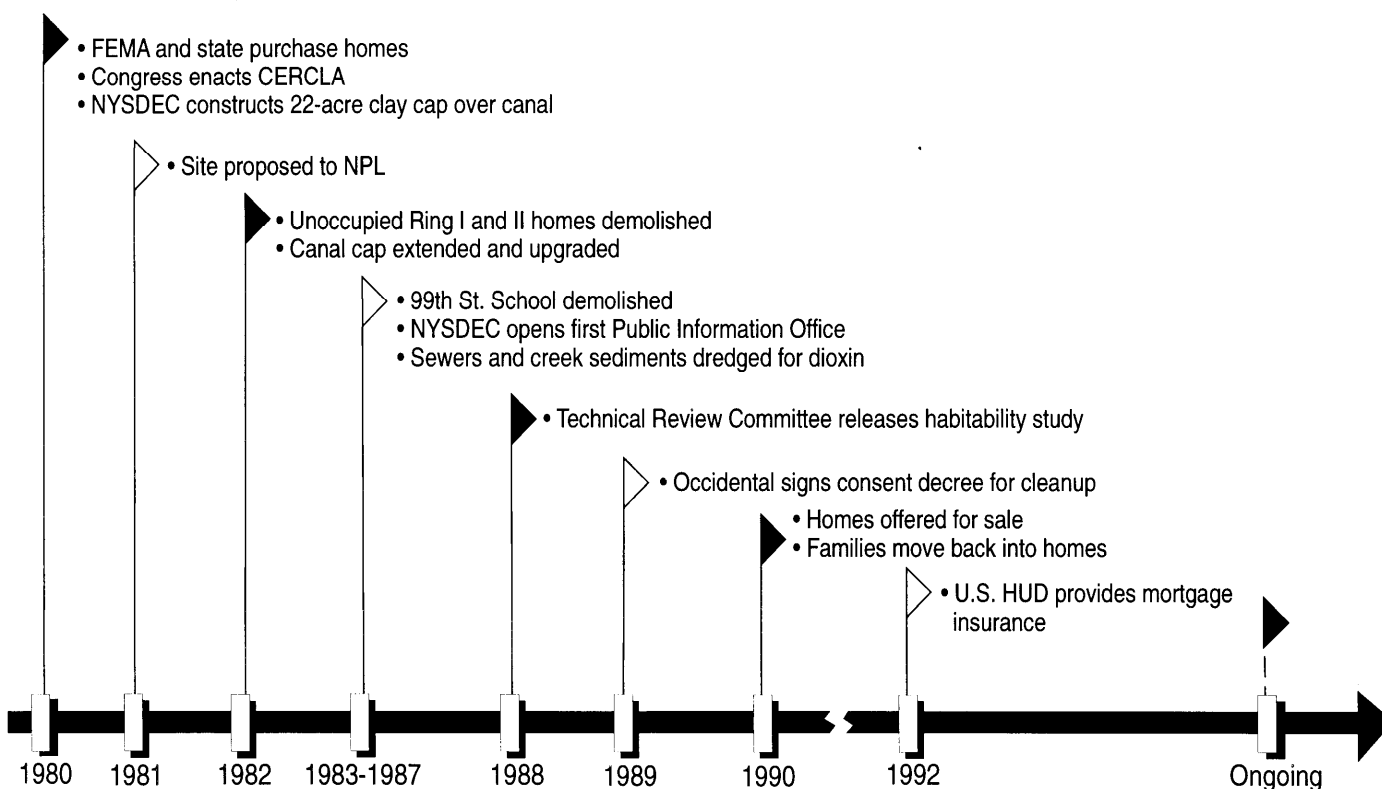 • FEMA and state purchase homes
• Congress enacts CERCLA
• NYSDEC constructs 22-acre clay cap over canal
• Site proposed to NPL
• Unoccupied Ring I and II homes demolished
• Canal cap extended and upgraded
• 99th St. School demolished
• NYSDEC opens first Public Information Office
• Sewers and creek sediments dredged for dioxin
• Technical Review Committee releases habitability study
• Occidental signs consent decree for cleanup
• Homes offered for sale
• Families move back into homes
• U.S. HUD provides mortgage
insurance
1980 1981 1982 1983-1987 1988 1989 1990 1992 Ongoing